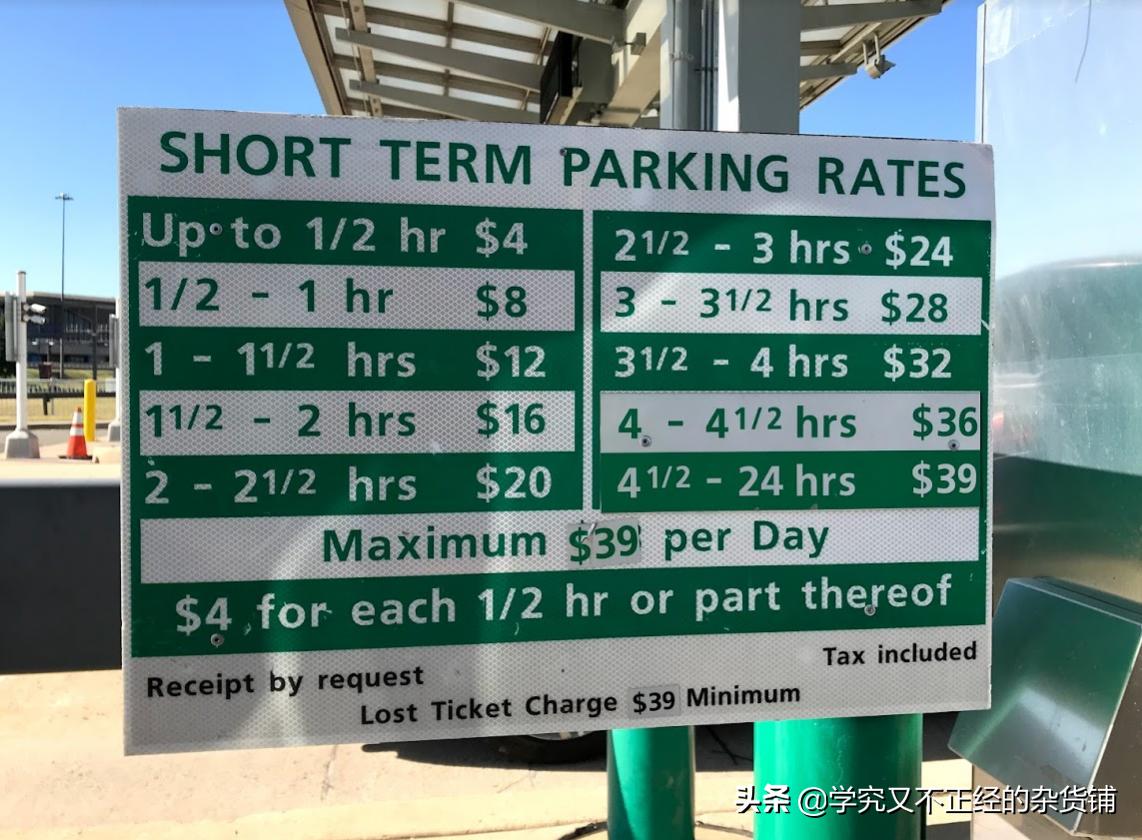 SHORT TERM PARKING RATES
Up to 1/2 hr $4
1/2 - 1 hr $8
1 - 11/2 hrs $12
11/2 - 2 hrs $16
2 - 21/2 hrs $20
21/2 - 3 hrs $24
3 - 31/2 hrs $28
31/2 - 4 hrs $32
4 - 41/2 hrs $36
41/2 - 24 hrs $39
Maximum $39 per Day
$4 for each 1/2 hr or part thereof
Receipt by request
Tax included
Lost Ticket Charge $39 Minimum
头条 @学究又不正经的杂货铺